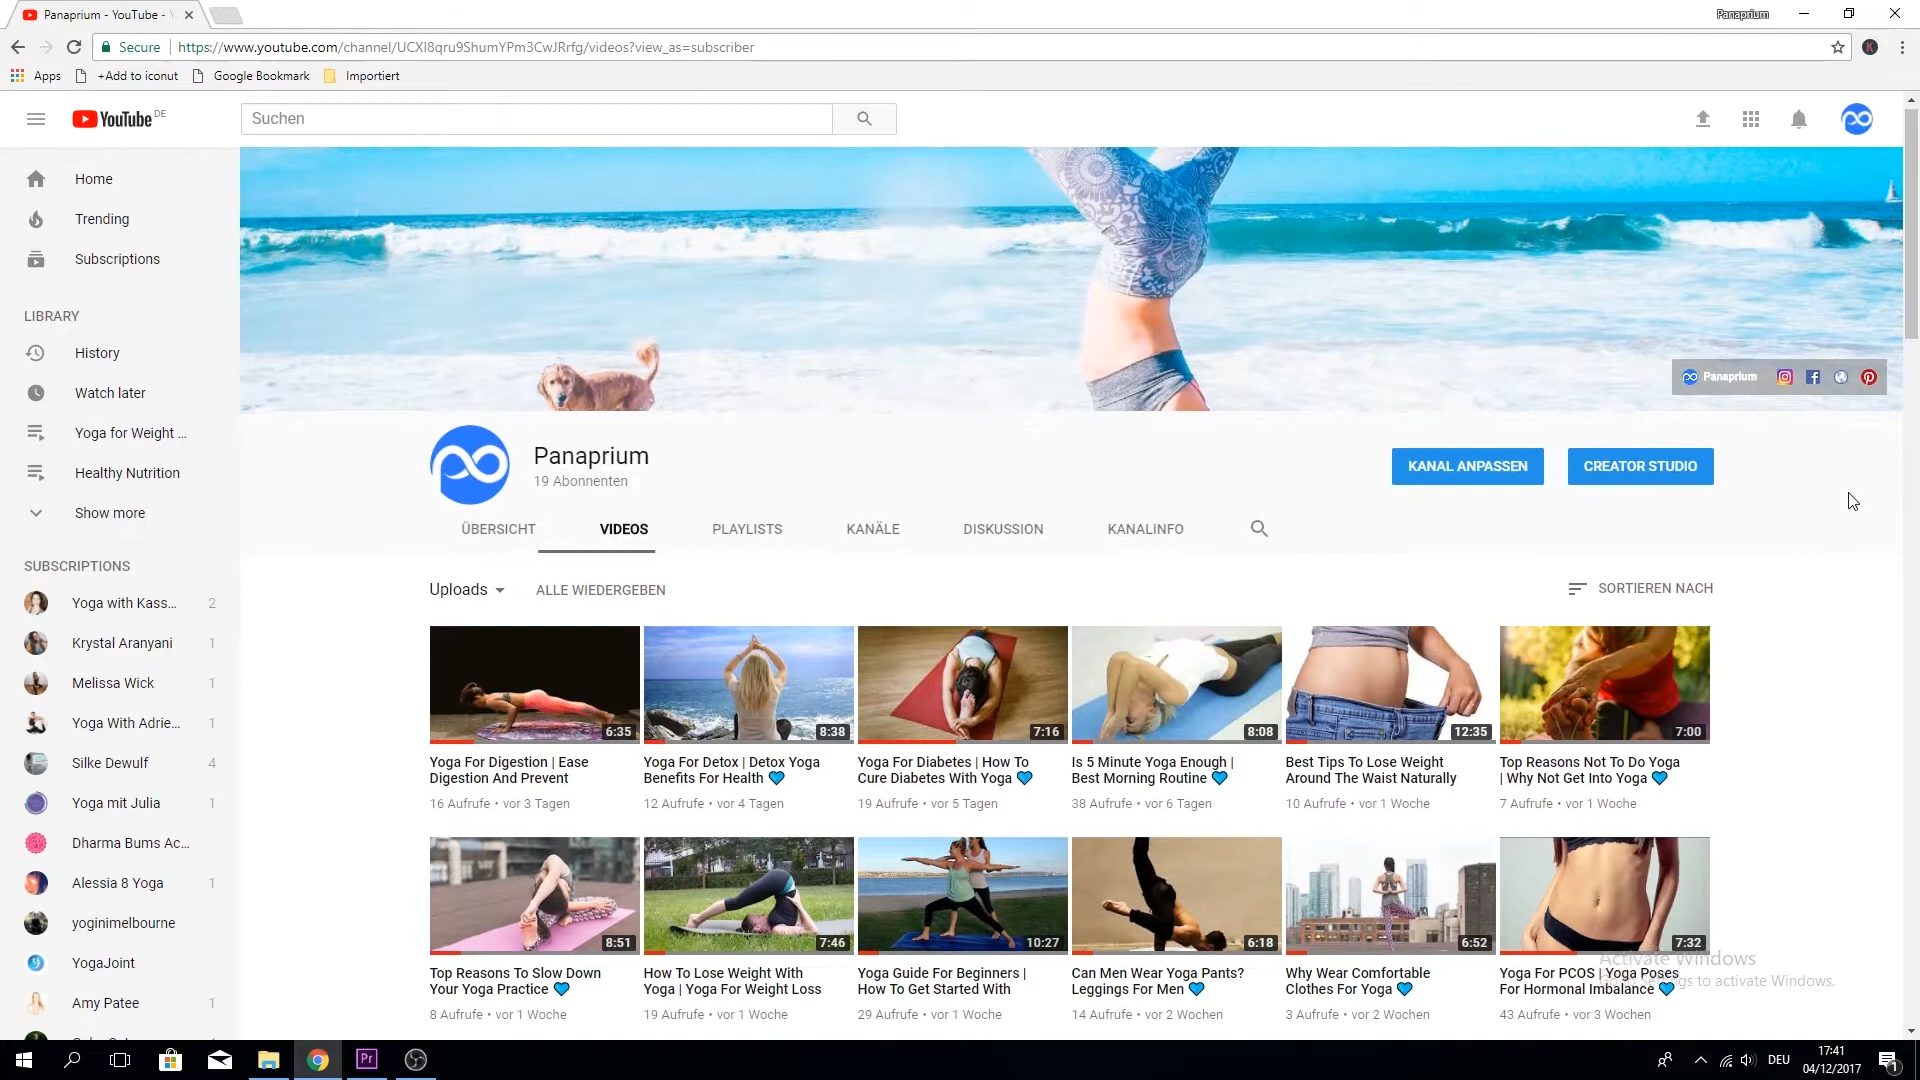 Panaprium - YouTube - Y
Panaprium
Secure
https://www.youtube.com/channel/UCXl8qru9ShumYPm3CwJRrfg/videos?view_as=subscriber
Apps
+Add to iconut
Google Bookmark
Importiert
YouTube DE
Suchen
Home
Trending
Subscriptions
LIBRARY
History
Watch later
Yoga for Weight ...
Healthy Nutrition
Show more
SUBSCRIPTIONS
Yoga with Kass... 2
Krystal Aranyani 1
Melissa Wick 1
Yoga With Adrie... 1
Silke Dewulf 4
Yoga mit Julia 1
Dharma Bums Ac...
Alessia 8 Yoga 1
yoginimelbourne
YogaJoint
Amy Patee 1
Panaprium
Panaprium
19 Abonnenten
KANAL ANPASSEN
CREATOR STUDIO
ÜBERSICHT
VIDEOS
PLAYLISTS
KANÄLE
DISKUSSION
KANALINFO
Uploads
ALLE WIEDERGEBEN
SORTIEREN NACH
6:35
Yoga For Digestion | Ease
Digestion And Prevent
16 Aufrufe • vor 3 Tagen
8:38
Yoga For Detox | Detox Yoga
Benefits For Health 💙
12 Aufrufe • vor 4 Tagen
7:16
Yoga For Diabetes | How To
Cure Diabetes With Yoga 💙
19 Aufrufe • vor 5 Tagen
8:08
Is 5 Minute Yoga Enough |
Best Morning Routine 💙
38 Aufrufe • vor 6 Tagen
12:35
Best Tips To Lose Weight
Around The Waist Naturally
10 Aufrufe • vor 1 Woche
7:00
Top Reasons Not To Do Yoga
| Why Not Get Into Yoga 💙
7 Aufrufe • vor 1 Woche
8:51
Top Reasons To Slow Down
Your Yoga Practice 💙
8 Aufrufe • vor 1 Woche
7:46
How To Lose Weight With
Yoga | Yoga For Weight Loss
19 Aufrufe • vor 1 Woche
10:27
Yoga Guide For Beginners |
How To Get Started With
29 Aufrufe • vor 1 Woche
6:18
Can Men Wear Yoga Pants?
Leggings For Men 💙
14 Aufrufe • vor 2 Wochen
6:52
Why Wear Comfortable
Clothes For Yoga 💙
3 Aufrufe • vor 2 Wochen
7:32
Yoga For PCOS | Yoga Poses
For Hormonal Imbalance 💙
43 Aufrufe • vor 3 Wochen
Activate Windows
to activate Windows.
Pr
DEU
17:41
04/12/2017
1